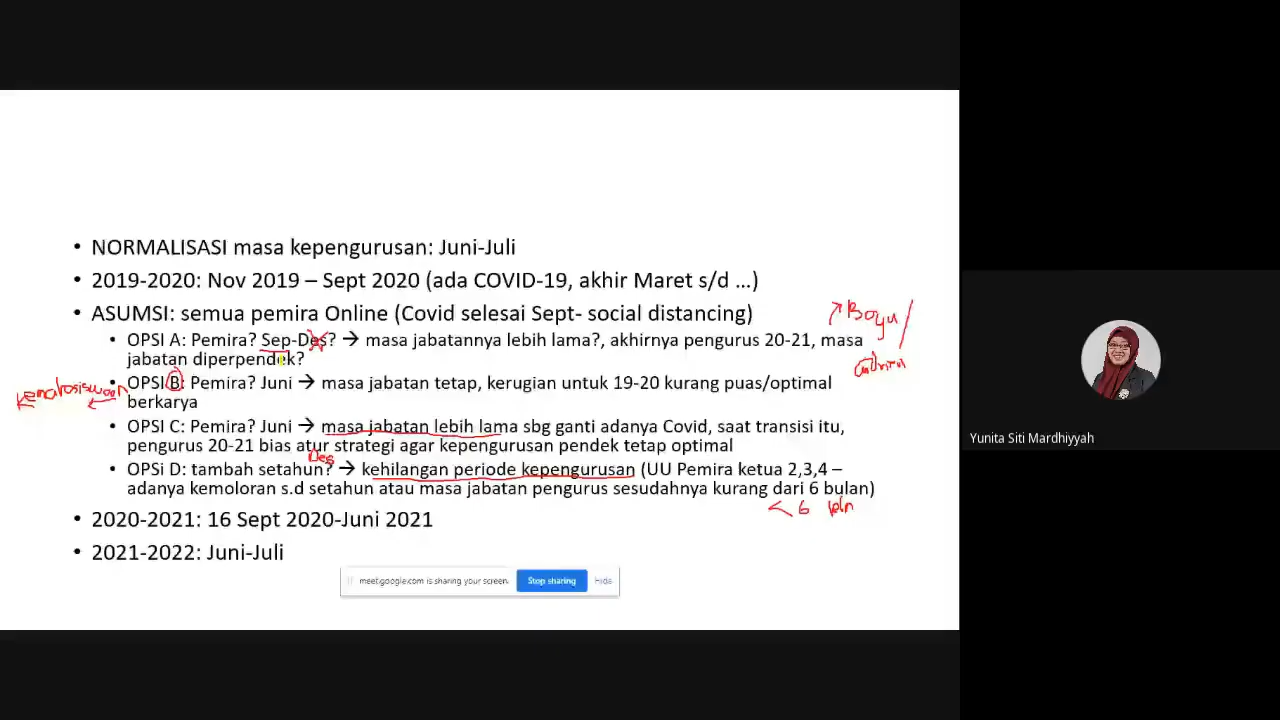 • NORMALISASI masa kepengurusan: Juni-Juli
• 2019-2020: Nov 2019 – Sept 2020 (ada COVID-19, akhir Maret s/d …)
• ASUMSI: semua pemira Online (Covid selesai Sept- social distancing)
Boyu /
• OPSI A: Pemira? Sep-Des? → masa jabatannya lebih lama?, akhirnya pengurus 20-21, masa
jabatan diperpendek?
• OPSI B: Pemira? Juni → masa jabatan tetap, kerugian untuk 19-20 kurang puas/optimal
kemahasiswaan
berkarya
• OPSI C: Pemira? Juni → masa jabatan lebih lama sbg ganti adanya Covid, saat transisi itu,
pengurus 20-21 bias atur strategi agar kepengurusan pendek tetap optimal
Des
• OPSi D: tambah setahun? → kehilangan periode kepengurusan (UU Pemira ketua 2,3,4 –
adanya kemoloran s.d setahun atau masa jabatan pengurus sesudahnya kurang dari 6 bulan)
< 6 bln
• 2020-2021: 16 Sept 2020-Juni 2021
• 2021-2022: Juni-Juli
meet.google.com is sharing your screen.
Stop sharing
Hide
Yunita Siti Mardhiyyah